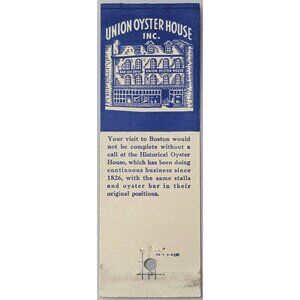 UNION OYSTER HOUSE
INC.
UNION OYSTER HOUSE
Your visit to Boston would
not be complete without a
call at the Historical Oyster
House, which has been doing
continuous business since
1826, with the same stalls
and oyster bar in their
original positions.